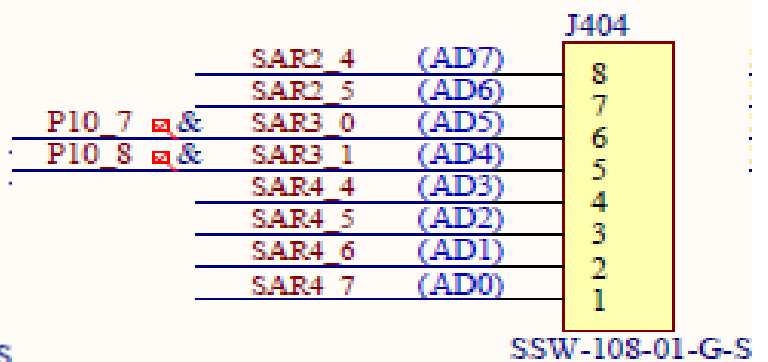 J404
SAR2_4 (AD7) 8
SAR2_5 (AD6) 7
P10_7 & SAR3_0 (AD5) 6
P10_8 & SAR3_1 (AD4) 5
SAR4_4 (AD3) 4
SAR4_5 (AD2) 3
SAR4_6 (AD1) 2
SAR4_7 (AD0) 1
S SSW-108-01-G-S